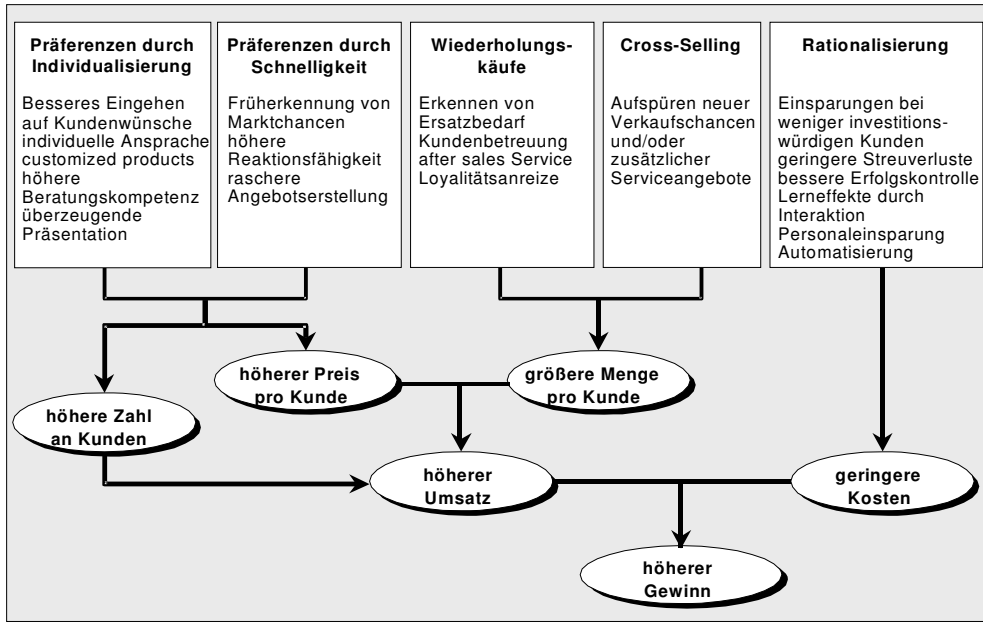 Präferenzen durch
Individualisierung
Besseres Eingehen
auf Kundenwünsche
individuelle Ansprache
customized products
höhere
Beratungskompetenz
überzeugende
Präsentation
Präferenzen durch
Schnelligkeit
Früherkennung von
Marktchancen
höhere
Reaktionsfähigkeit
raschere
Angebotserstellung
Wiederholungs-
käufe
Erkennen von
Ersatzbedarf
Kundenbetreuung
after sales Service
Loyalitätsanreize
Cross-Selling
Aufspüren neuer
Verkaufschancen
und/oder
zusätzlicher
Serviceangebote
Rationalisierung
Einsparungen bei
weniger investitions-
würdigen Kunden
geringere Streuverluste
bessere Erfolgskontrolle
Lerneffekte durch
Interaktion
Personaleinsparung
Automatisierung
höherer Preis
pro Kunde
größere Menge
pro Kunde
höhere Zahl
an Kunden
höherer
Umsatz
geringere
Kosten
höherer
Gewinn